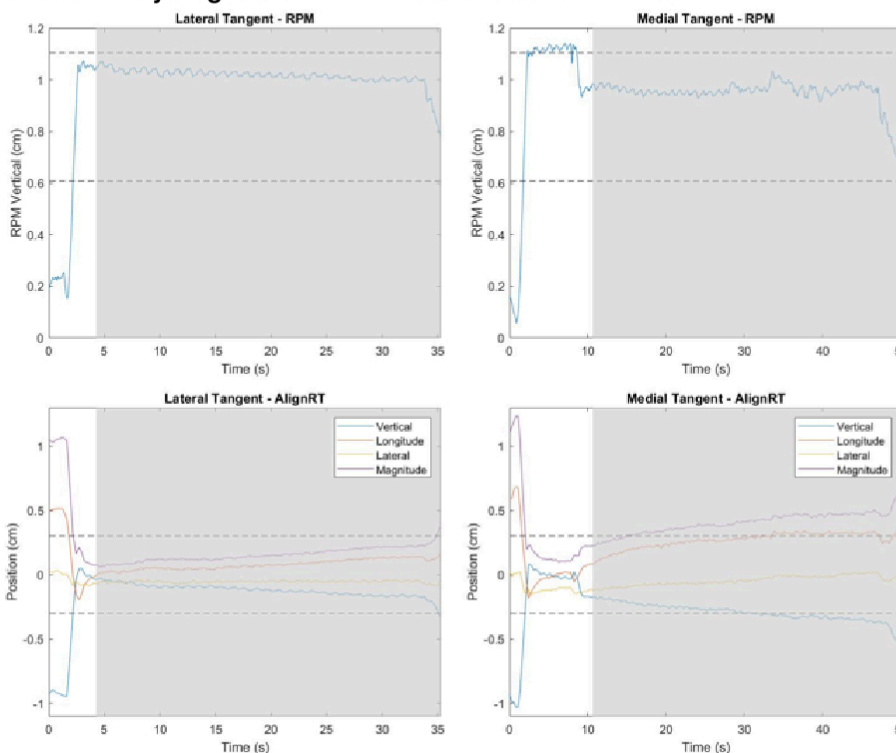 Lateral Tangent - RPM
1.2
1
0.8
0.6
0.4
0.2
0
RPM Vertical (cm)
0
5
10
15
20
25
30
35
Time (s)
Medial Tangent - RPM
1.2
1
0.8
0.6
0.4
0.2
0
RPM Vertical (cm)
0
10
20
30
40
Time (s)
Lateral Tangent - AlignRT
Vertical
Longitude
Lateral
Magnitude
1
0.5
0
-0.5
-1
Position (cm)
0
5
10
15
20
25
30
35
Time (s)
Medial Tangent - AlignRT
Vertical
Longitude
Lateral
Magnitude
1
0.5
0
-0.5
-1
Position (cm)
0
10
20
30
40
Time (s)